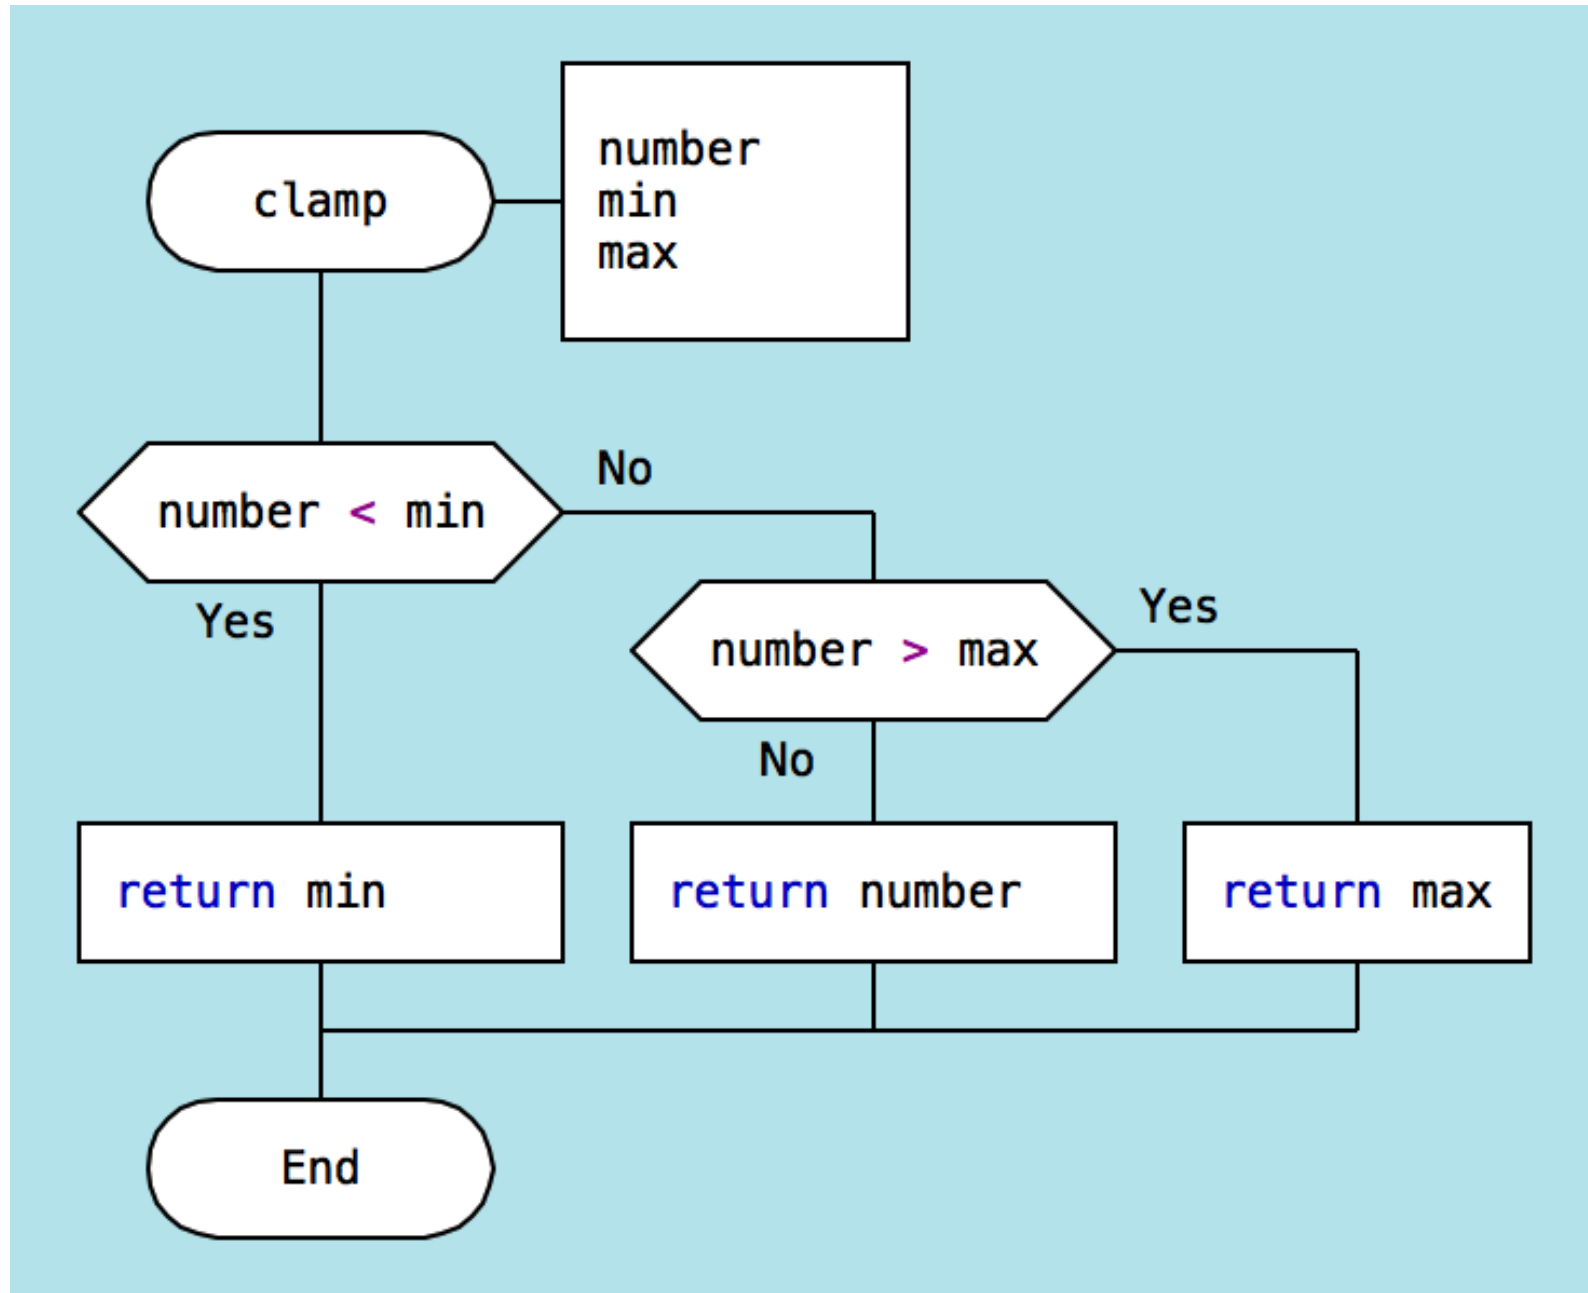 clamp
number
min
max
number < min
No
Yes
number > max
Yes
No
return min
return number
return max
End